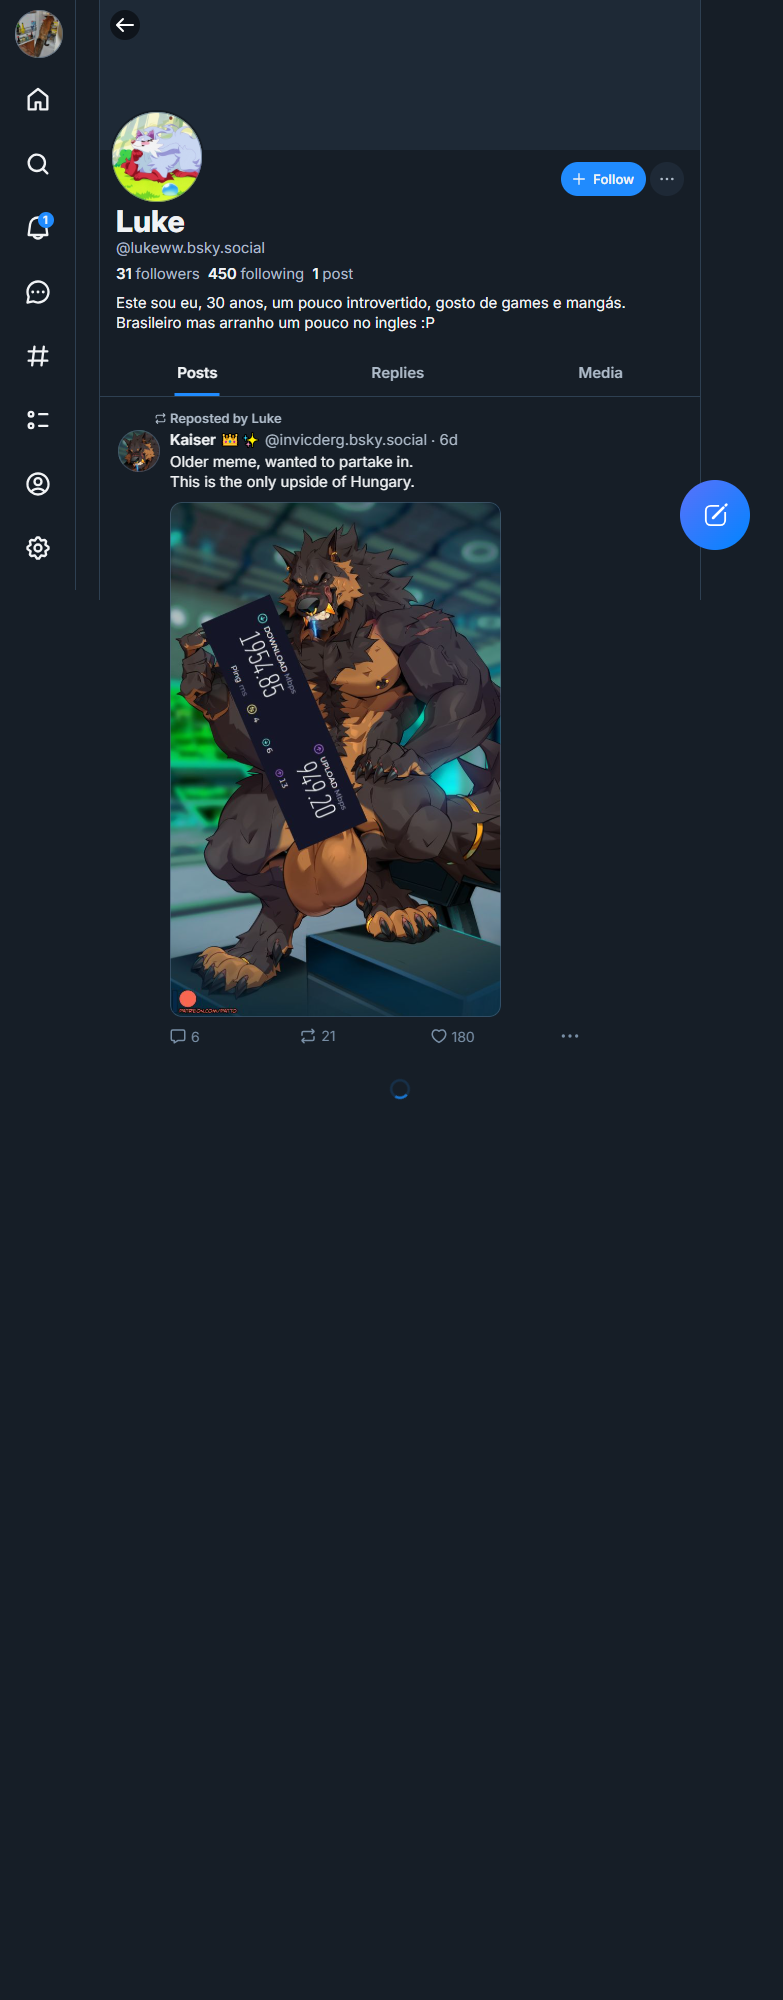 1
Follow
Luke
@lukeww.bsky.social
31 followers 450 following 1 post
Este sou eu, 30 anos, um pouco introvertido, gosto de games e mangás.
Brasileiro mas arranho um pouco no ingles :P
Posts Replies Media
Reposted by Luke
Kaiser 👑 ✨ @invicderg.bsky.social · 6d
Older meme, wanted to partake in.
This is the only upside of Hungary.
DOWNLOAD Mbps
1954.85
Ping ms
4
6
13
UPLOAD Mbps
949.20
PATREON.COM/PATTO
6 21 180